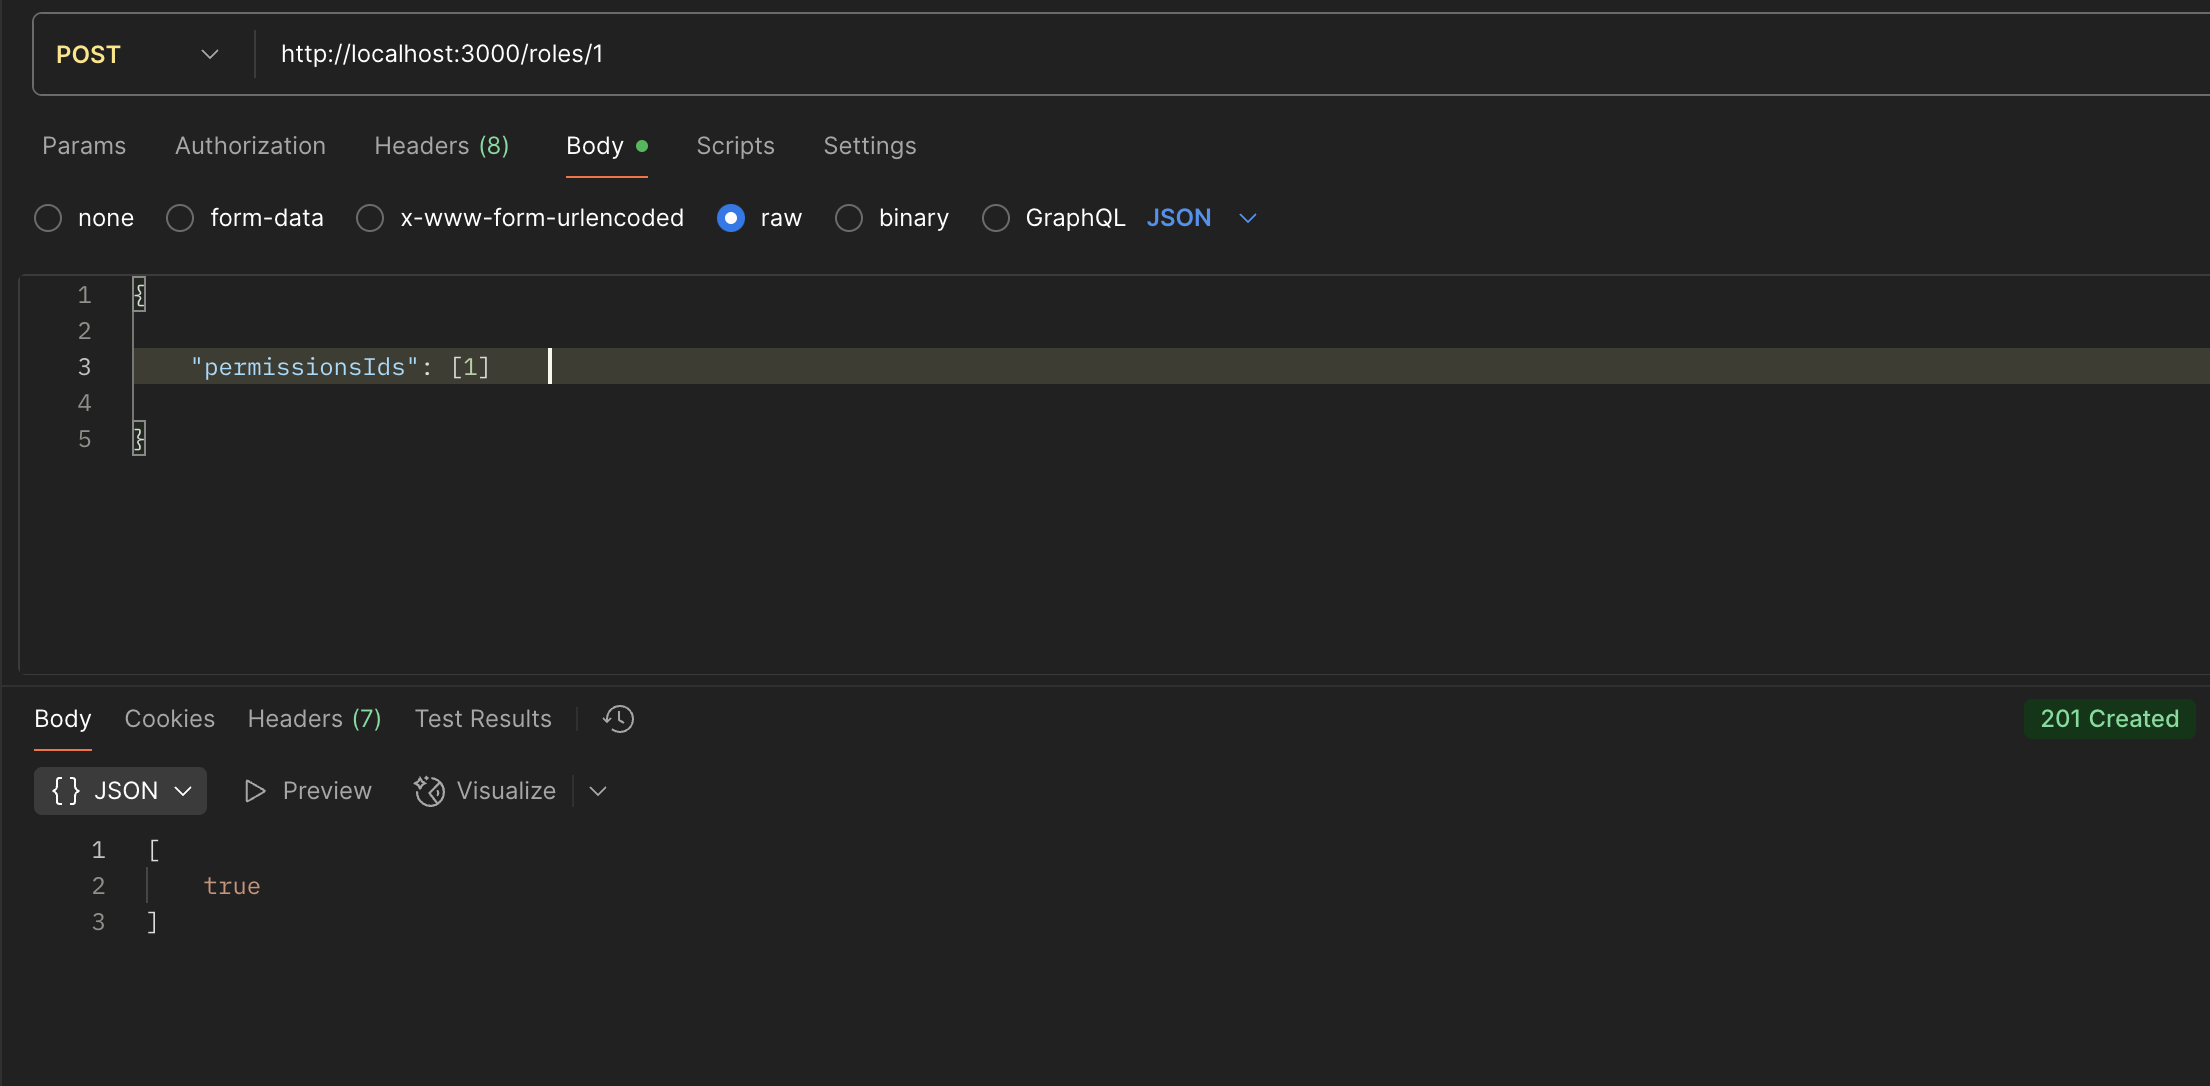 POST http://localhost:3000/roles/1
Params Authorization Headers (8) Body Scripts Settings
none form-data x-www-form-urlencoded raw binary GraphQL JSON
1 {
2
3 "permissionsIds": [1]
4
5 }
Body Cookies Headers (7) Test Results 201 Created
{} JSON Preview Visualize
1 [
2 true
3 ]